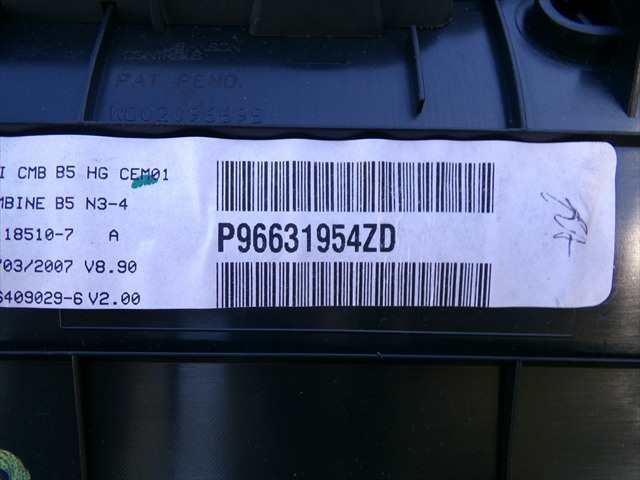 PAT. PEND.
I CMB B5 HG CEM01
MBINE B5 N3-4
18510-7 A
/03/2007 V8.90
6409029-6 V2.00
P96631954ZD